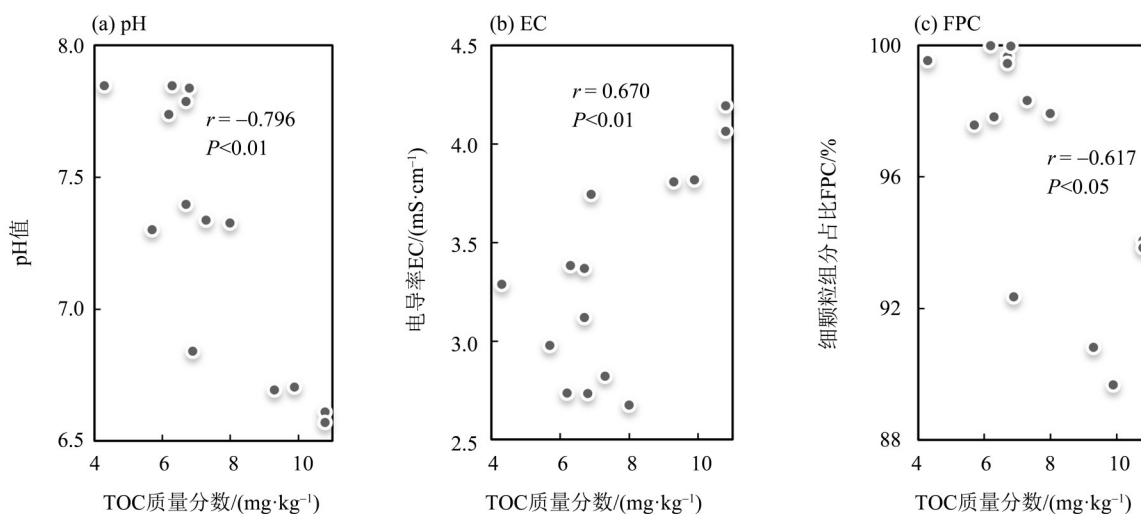 (a) pH
8.0
7.5
7.0
6.5
4
6
8
10
pH值
r = –0.796
P<0.01
TOC质量分数/(mg·kg⁻¹)
(b) EC
4.5
4.0
3.5
3.0
2.5
4
6
8
10
电导率EC/(mS·cm⁻¹)
r = 0.670
P<0.01
TOC质量分数/(mg·kg⁻¹)
(c) FPC
100
96
92
88
4
6
8
10
细颗粒组分占比FPC/%
r = –0.617
P<0.05
TOC质量分数/(mg·kg⁻¹)